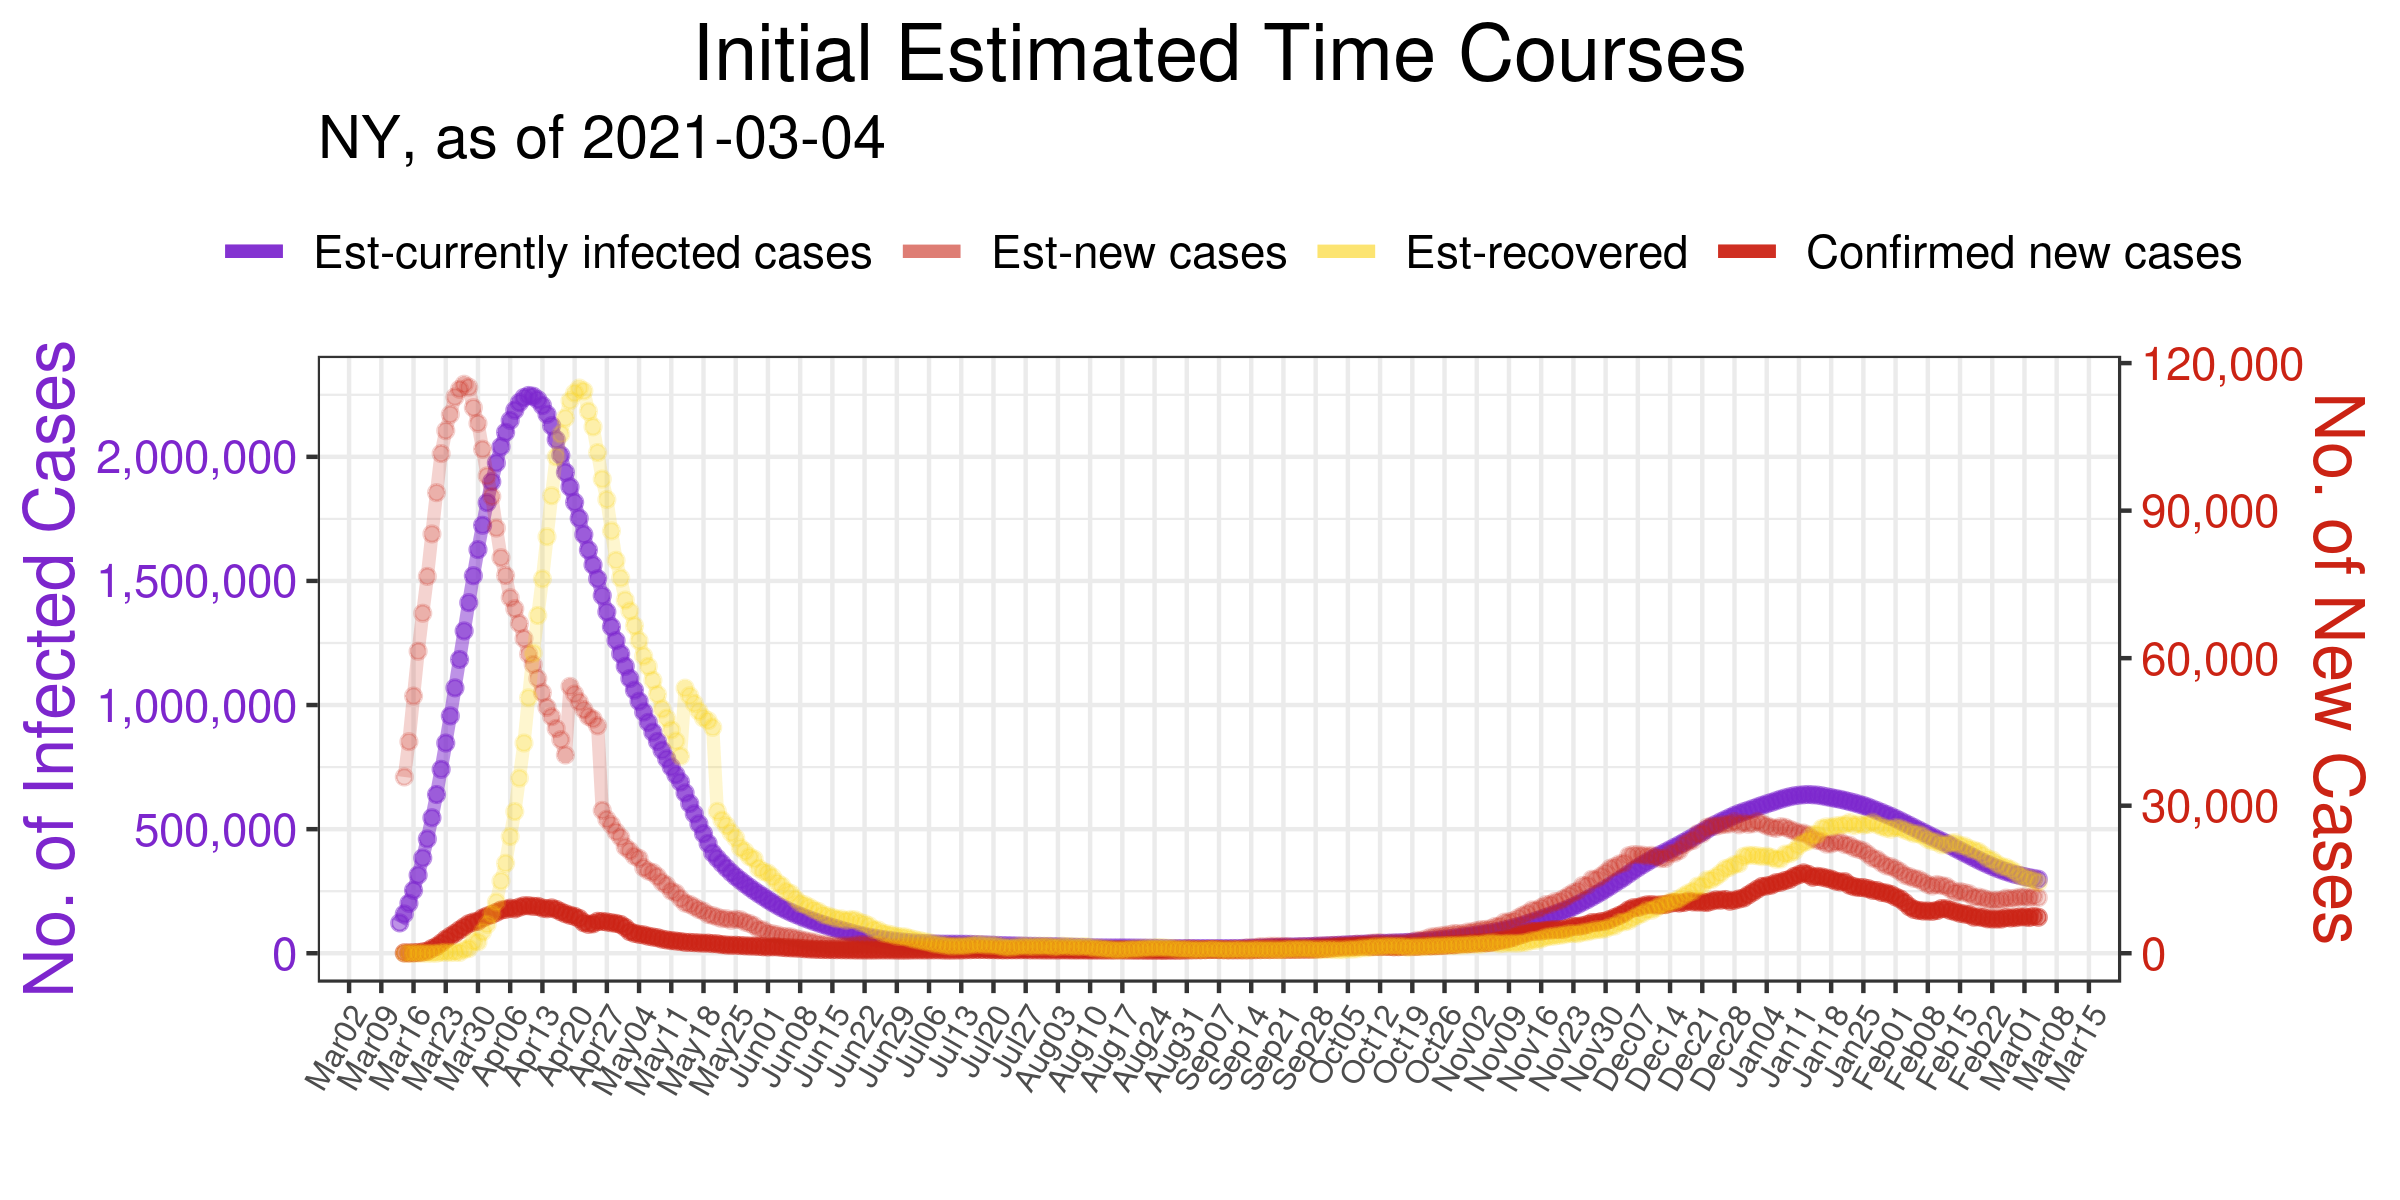 Initial Estimated Time Courses
NY, as of 2021-03-04
Est-currently infected cases Est-new cases Est-recovered Confirmed new cases
No. of Infected Cases
2,000,000
1,500,000
1,000,000
500,000
0
120,000
90,000
60,000
30,000
0
No. of New Cases
Mar02 Mar09 Mar16 Mar23 Mar30 Apr06 Apr13 Apr20 Apr27 May04 May11 May18 May25 Jun01 Jun08 Jun15 Jun22 Jun29 Jul06 Jul13 Jul20 Jul27 Aug03 Aug10 Aug17 Aug24 Aug31 Sep07 Sep14 Sep21 Sep28 Oct05 Oct12 Oct19 Oct26 Nov02 Nov09 Nov16 Nov23 Nov30 Dec07 Dec14 Dec21 Dec28 Jan04 Jan11 Jan18 Jan25 Feb01 Feb08 Feb15 Feb22 Mar01 Mar08 Mar15